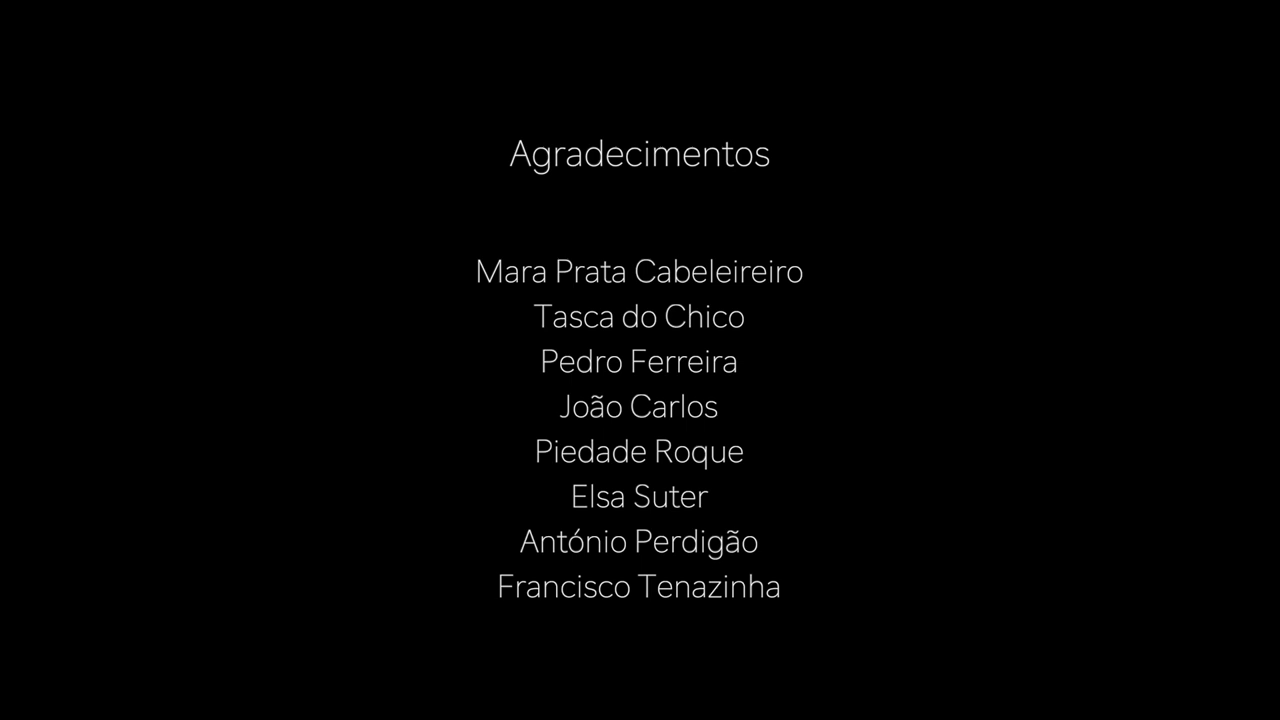 Agradecimentos
Mara Prata Cabeleireiro
Tasca do Chico
Pedro Ferreira
João Carlos
Piedade Roque
Elsa Suter
António Perdigão
Francisco Tenazinha